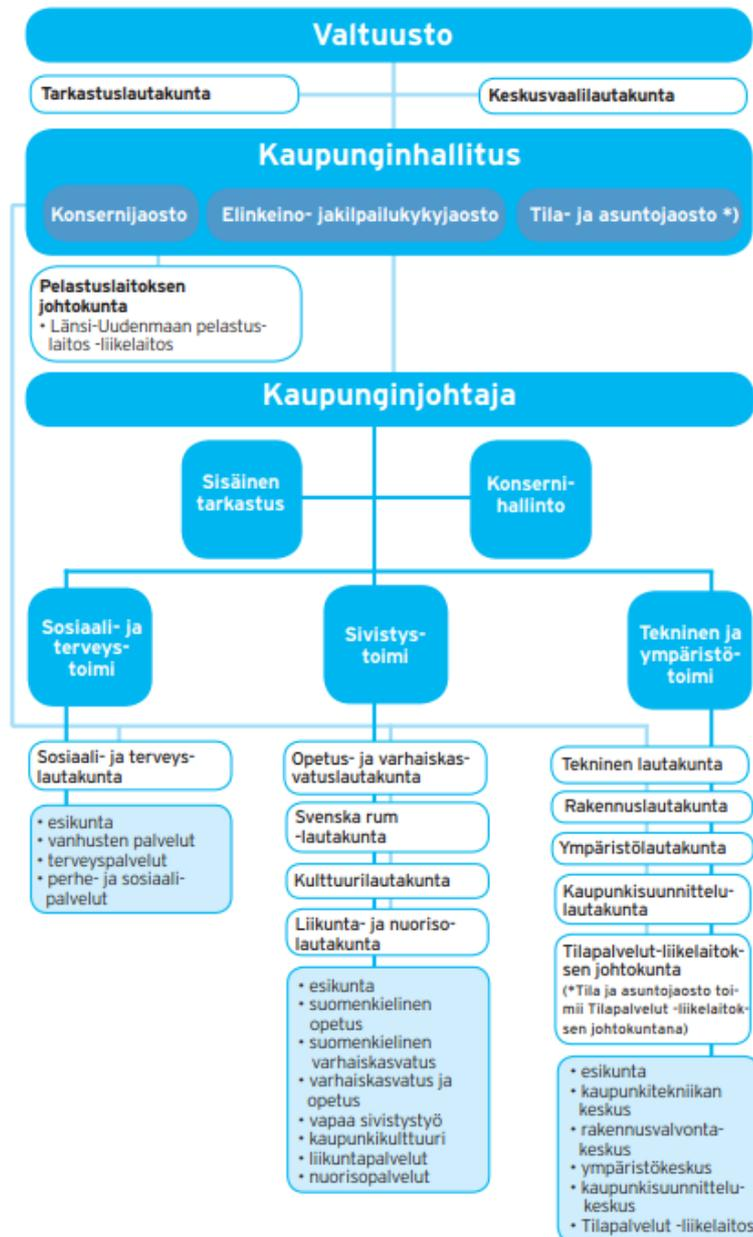 Valtuusto
Tarkastuslautakunta
Keskusvaalilautakunta
Kaupunginhallitus
Konsernijaosto
Elinkeino- jakilpailukykyjaosto
Tila- ja asuntojaosto *)
Pelastuslaitoksen
johtokunta
• Länsi-Uudenmaan pelastus-
laitos -liikelaitos
Kaupunginjohtaja
Sisäinen
tarkastus
Konserni-
hallinto
Sosiaali- ja
terveys-
toimi
Sivistys-
toimi
Tekninen ja
ympäristö-
toimi
Sosiaali- ja terveys-
lautakunta
• esikunta
• vanhusten palvelut
• terveyspalvelut
• perhe- ja sosiaali-
palvelut
Opetus- ja varhaiskas-
vatuslautakunta
Svenska rum
-lautakunta
Kulttuurilautakunta
Liikunta- ja nuoriso-
lautakunta
• esikunta
• suomenkielinen
opetus
• suomenkielinen
varhaiskasvatus
• varhaiskasvatus ja
opetus
• vapaa sivistystyö
• kaupunkikulttuuri
• liikuntapalvelut
• nuorisopalvelut
Tekninen lautakunta
Rakennuslautakunta
Ympäristölautakunta
Kaupunkisuunnittelu-
lautakunta
Tilapalvelut-liikelaitok-
sen johtokunta
(*Tila ja asuntojaosto toi-
mii Tilapalvelut -liikelaitok-
sen johtokuntana)
• esikunta
• kaupunkitekniikan
keskus
• rakennusvalvonta-
keskus
• ympäristökeskus
• kaupunkisuunnittelu-
keskus
• Tilapalvelut -liikelaitos